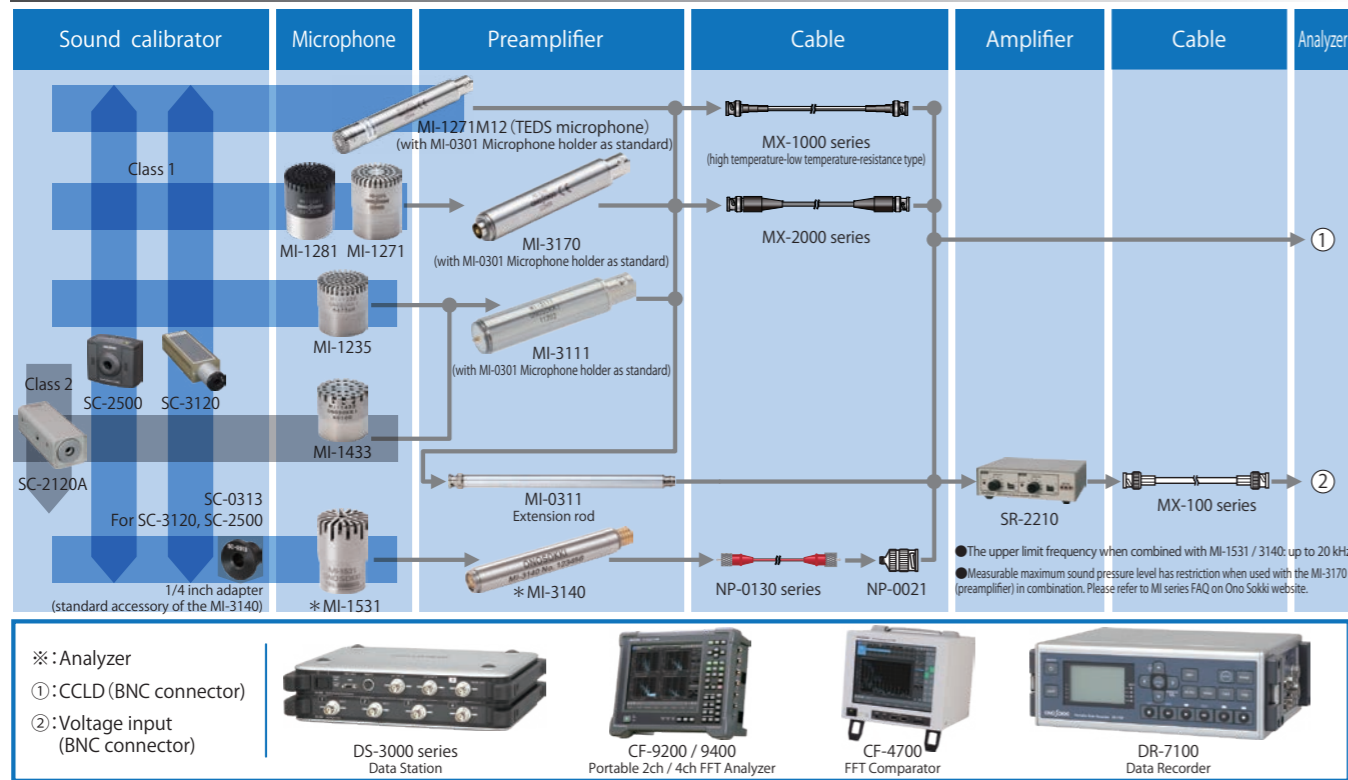 Sound calibrator
Microphone
Preamplifier
Cable
Amplifier
Cable
Analyzer
Class 1
MI-1271M12 (TEDS microphone)
(with MI-0301 Microphone holder as standard)
MX-1000 series
(high temperature-low temperature-resistance type)
MI-1281
MI-1271
MI-3170
(with MI-0301 Microphone holder as standard)
MX-2000 series
①
MI-1235
MI-3111
(with MI-0301 Microphone holder as standard)
Class 2
SC-2500
SC-3120
MI-1433
SC-2120A
SC-0313
For SC-3120, SC-2500
MI-0311
Extension rod
SR-2210
MX-100 series
②
1/4 inch adapter
(standard accessory of the MI-3140)
＊MI-1531
ONOSOKKI
MI-3140 No. 123456
＊MI-3140
NP-0130 series
NP-0021
●The upper limit frequency when combined with MI-1531 / 3140: up to 20 kHz
●Measurable maximum sound pressure level has restriction when used with the MI-3170
(preamplifier) in combination. Please refer to MI series FAQ on Ono Sokki website.
※:Analyzer
①:CCLD (BNC connector)
②:Voltage input
(BNC connector)
DS-3000 series
Data Station
CF-9200 / 9400
Portable 2ch / 4ch FFT Analyzer
CF-4700
FFT Comparator
DR-7100
Data Recorder